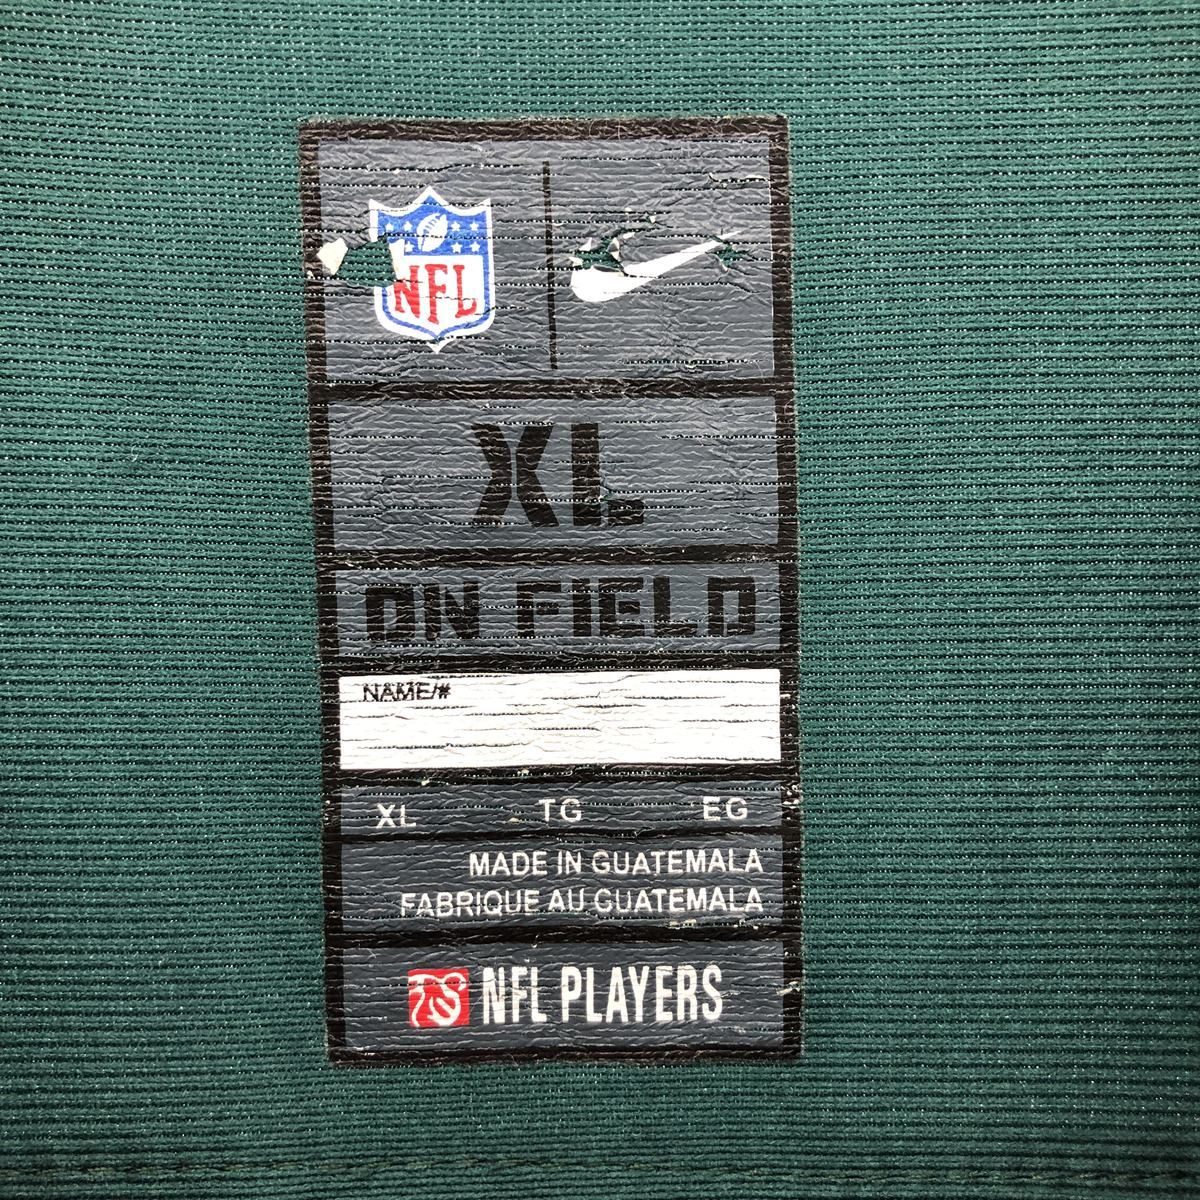 NFL
XL
ON FIELD
NAME/#
XL TG EG
MADE IN GUATEMALA
FABRIQUE AU GUATEMALA
NFL PLAYERS